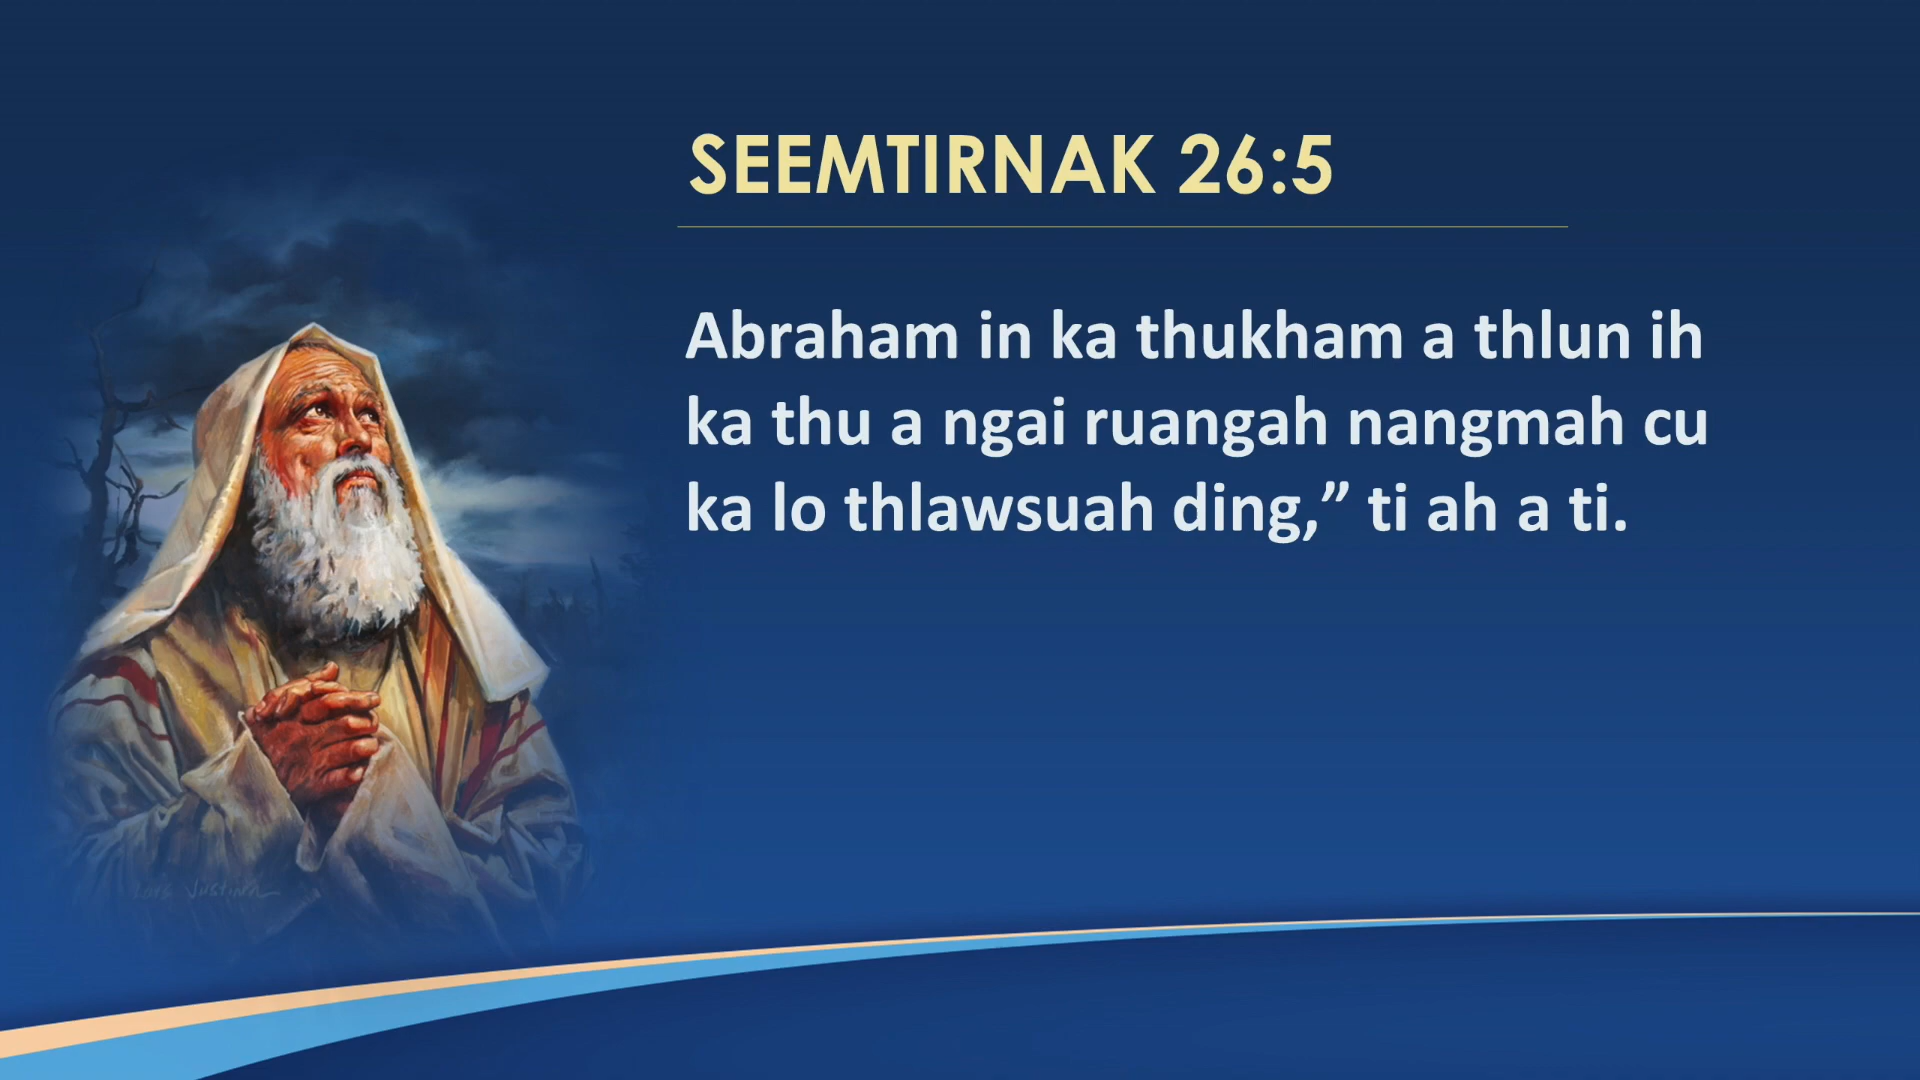 SEEMTIRNAK 26:5
Abraham in ka thukham a thlun ih
ka thu a ngai ruangah nangmah cu
ka lo thlawsuah ding,” ti ah a ti.